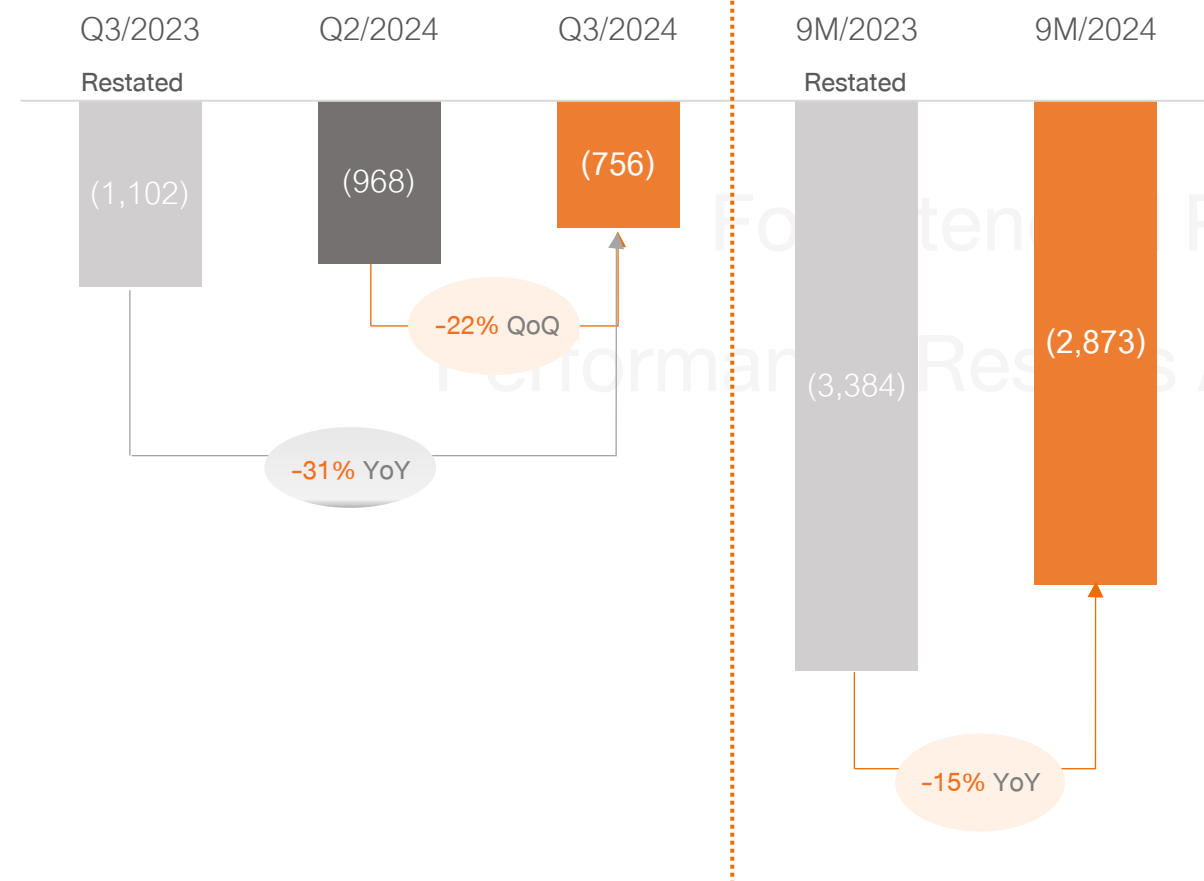 Q3/2023 Q2/2024 Q3/2024 9M/2023 9M/2024
Restated Restated
(1,102) (968) (756)
-22% QoQ
-31% YoY
(3,384) (2,873)
-15% YoY